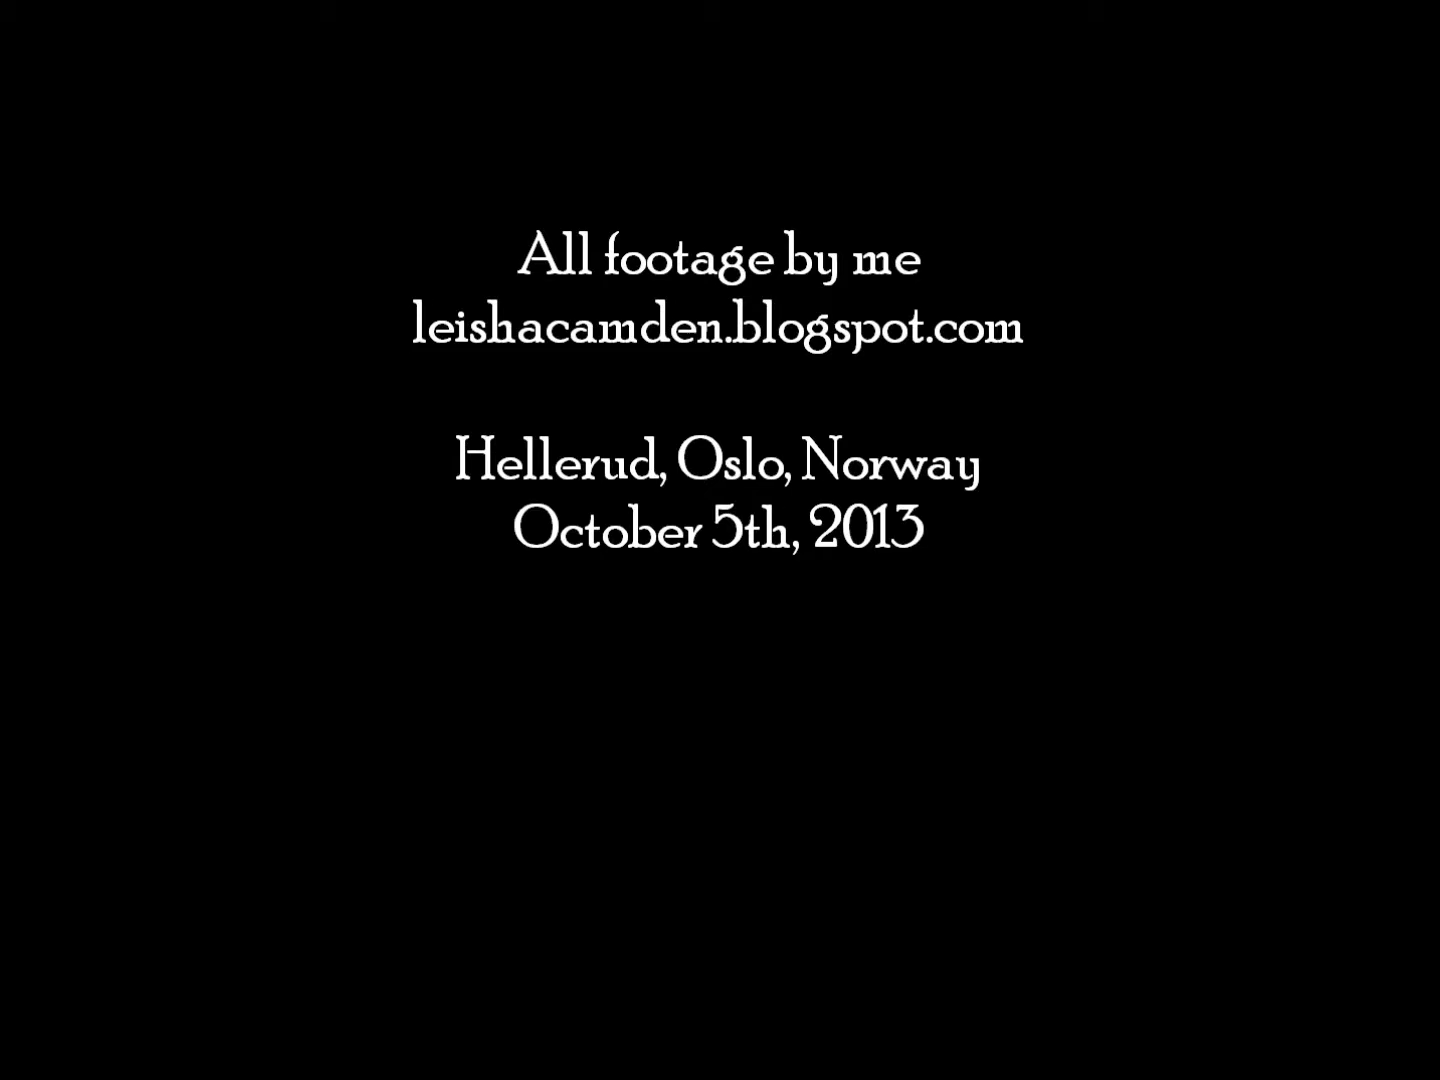 All footage by me
leishacamden.blogspot.com
Hellerud, Oslo, Norway
October 5th, 2013